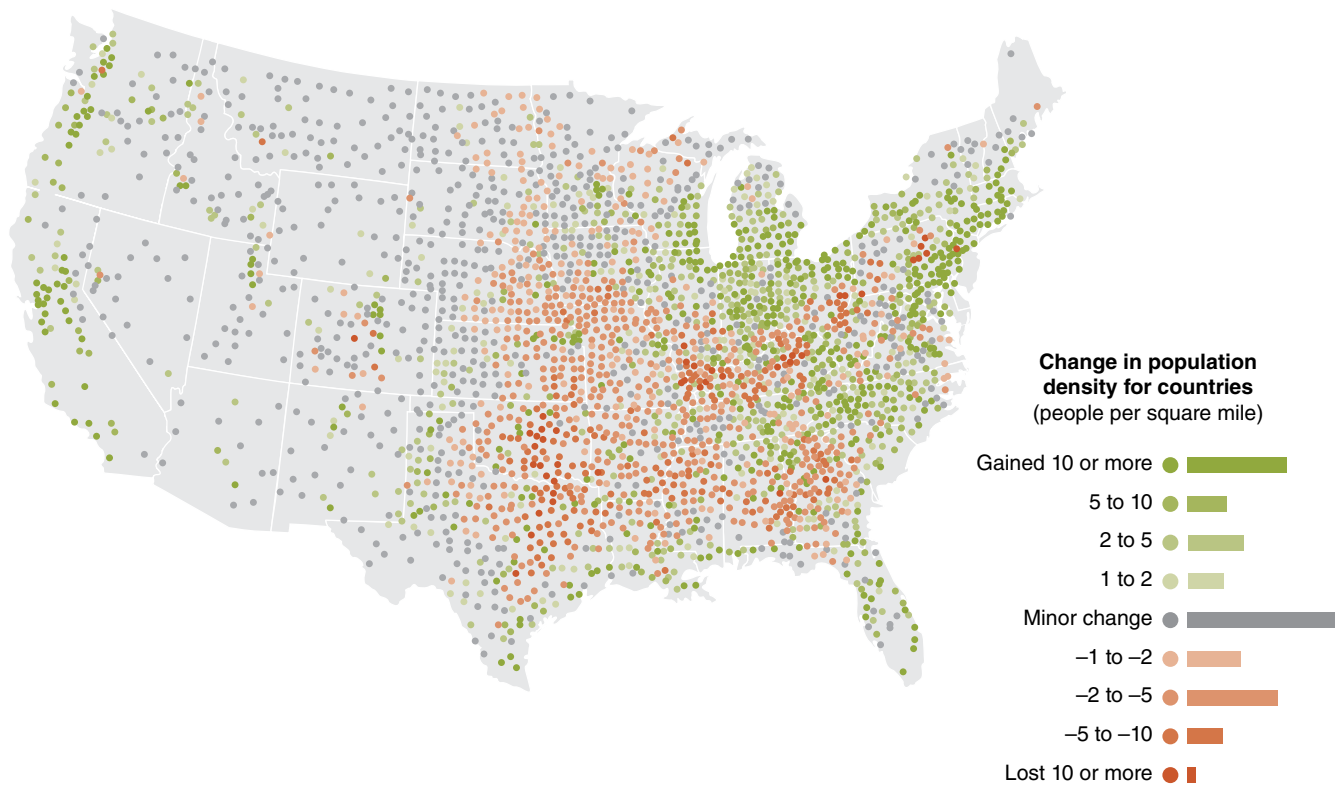 Change in population
density for countries
(people per square mile)
Gained 10 or more
5 to 10
2 to 5
1 to 2
Minor change
–1 to –2
–2 to –5
–5 to –10
Lost 10 or more